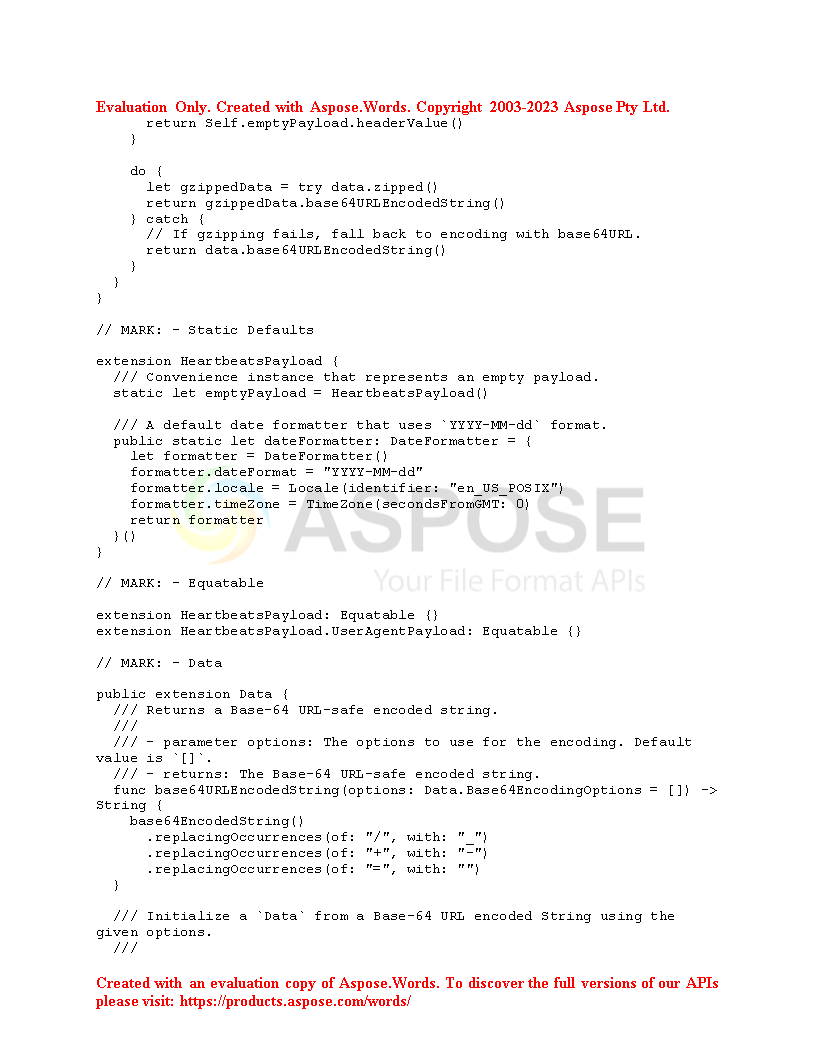 Evaluation Only. Created with Aspose.Words. Copyright 2003-2023 Aspose Pty Ltd.
      return Self.emptyPayload.headerValue()
    }

    do {
      let gzippedData = try data.zipped()
      return gzippedData.base64URLEncodedString()
    } catch {
      // If gzipping fails, fall back to encoding with base64URL.
      return data.base64URLEncodedString()
    }
  }
}

// MARK: - Static Defaults

extension HeartbeatsPayload {
  /// Convenience instance that represents an empty payload.
  static let emptyPayload = HeartbeatsPayload()

  /// A default date formatter that uses `YYYY-MM-dd` format.
  public static let dateFormatter: DateFormatter = {
    let formatter = DateFormatter()
    formatter.dateFormat = "YYYY-MM-dd"
    formatter.locale = Locale(identifier: "en_US_POSIX")
    formatter.timeZone = TimeZone(secondsFromGMT: 0)
    return formatter
  }()
}
ASPOSE
Your File Format APIs

// MARK: - Equatable

extension HeartbeatsPayload: Equatable {}
extension HeartbeatsPayload.UserAgentPayload: Equatable {}

// MARK: - Data

public extension Data {
  /// Returns a Base-64 URL-safe encoded string.
  ///
  /// - parameter options: The options to use for the encoding. Default
value is `[]`.
  /// - returns: The Base-64 URL-safe encoded string.
  func base64URLEncodedString(options: Data.Base64EncodingOptions = []) ->
String {
    base64EncodedString()
      .replacingOccurrences(of: "/", with: "_")
      .replacingOccurrences(of: "+", with: "-")
      .replacingOccurrences(of: "=", with: "")
  }

  /// Initialize a `Data` from a Base-64 URL encoded String using the
given options.
  ///
Created with an evaluation copy of Aspose.Words. To discover the full versions of our APIs
please visit: https://products.aspose.com/words/